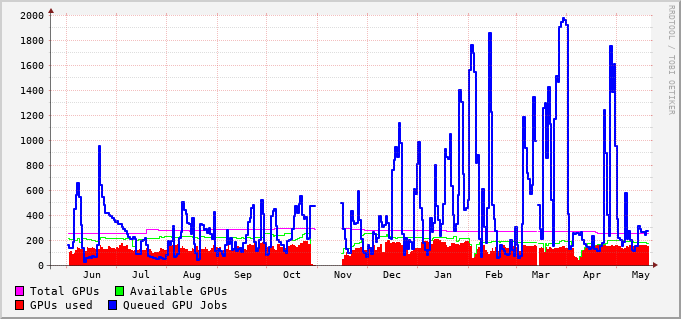 2000
1800
1600
1400
1200
1000
800
600
400
200
0
Jun Jul Aug Sep Oct Nov Dec Jan Feb Mar Apr May
Total GPUs Available GPUs
GPUs used Queued GPU Jobs
RRDTOOL / TOBI OETIKER